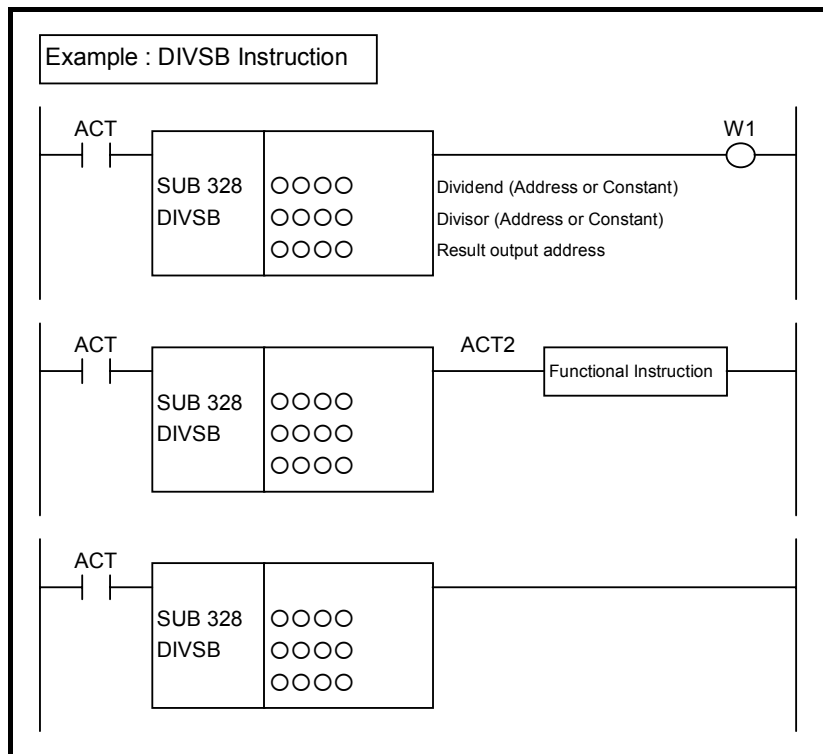 Example : DIVSB Instruction
ACT
W1
SUB 328 ○○○○ Dividend (Address or Constant)
DIVSB ○○○○ Divisor (Address or Constant)
○○○○ Result output address
ACT
ACT2
Functional Instruction
SUB 328 ○○○○
DIVSB ○○○○
○○○○
ACT
SUB 328 ○○○○
DIVSB ○○○○
○○○○